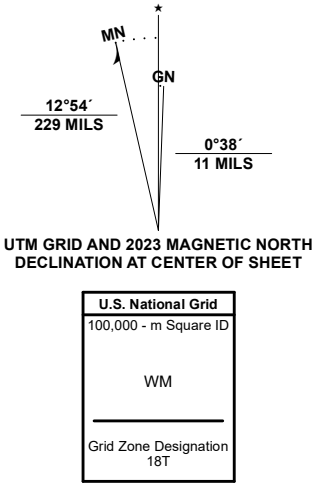 MN
GN
12°54´
229 MILS
0°38´
11 MILS
UTM GRID AND 2023 MAGNETIC NORTH
DECLINATION AT CENTER OF SHEET
U.S. National Grid
100,000 - m Square ID
WM
Grid Zone Designation
18T